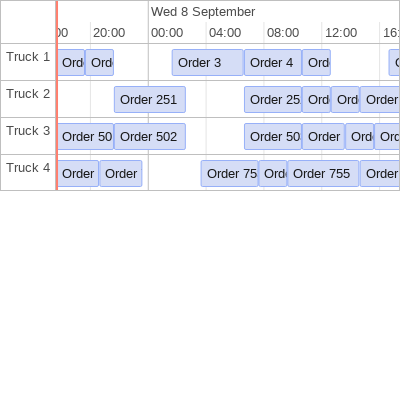 Wed 8 September
00 20:00 00:00 04:00 08:00 12:00 16:
Truck 1 Ord Ord Order 3 Order 4 Ord
Truck 2 Order 251 Order 25 Ord Ord Order
Truck 3 Order 50 Order 502 Order 50 Order Ord Ord
Truck 4 Order Order Order 75 Ord Order 755 Order